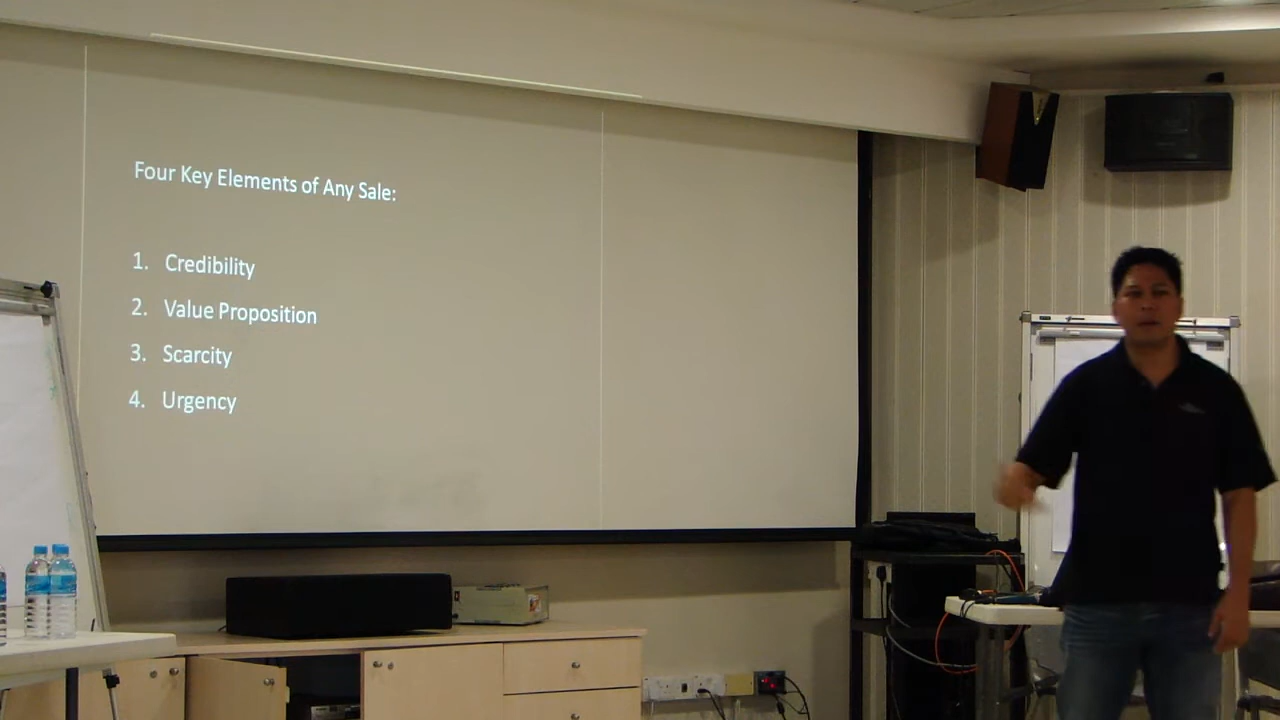 Four Key Elements of Any Sale:
1. Credibility
2. Value Proposition
3. Scarcity
4. Urgency